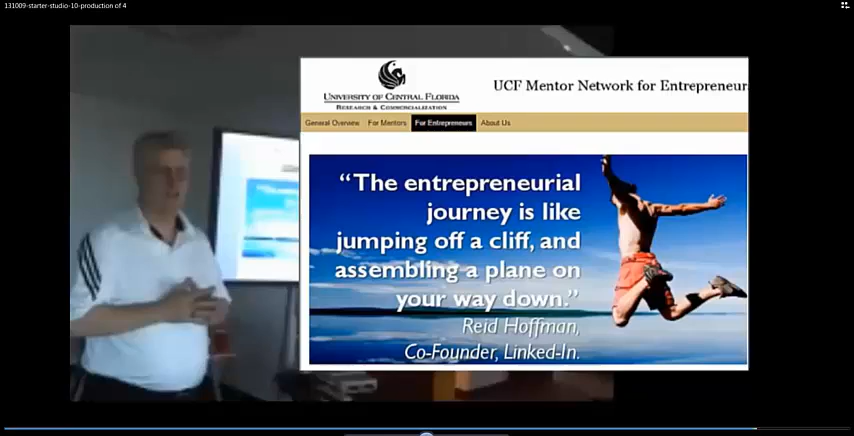 131009-starter-studio-10-production of 4
UNIVERSITY OF CENTRAL FLORIDA
RESEARCH & COMMERCIALIZATION
UCF Mentor Network for Entrepreneur
General Overview For Mentors For Entrepreneurs About Us
“The entrepreneurial
journey is like
jumping off a cliff, and
assembling a plane on
your way down.”
Reid Hoffman,
Co-Founder, Linked-In.